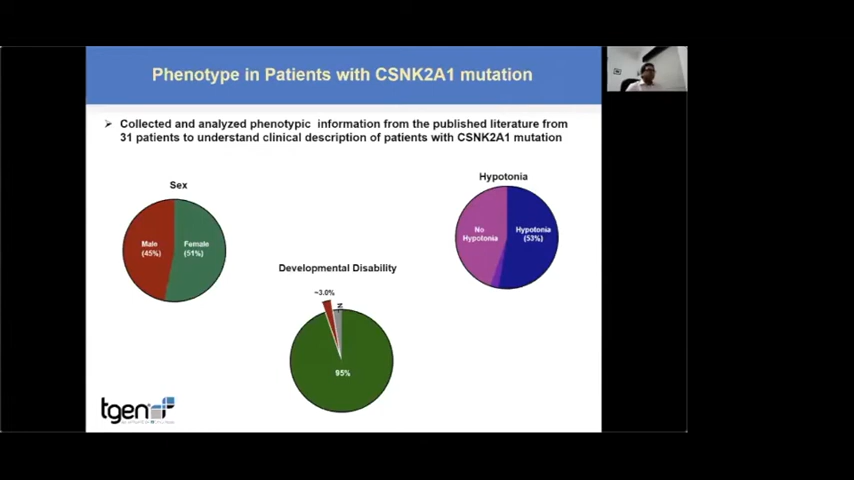 Phenotype in Patients with CSNK2A1 mutation
➢ Collected and analyzed phenotypic information from the published literature from
31 patients to understand clinical description of patients with CSNK2A1 mutation
Sex
Male
(45%)
Female
(51%)
Hypotonia
No
Hypotonia
Hypotonia
(53%)
Developmental Disability
~3.0%
95%
tgen